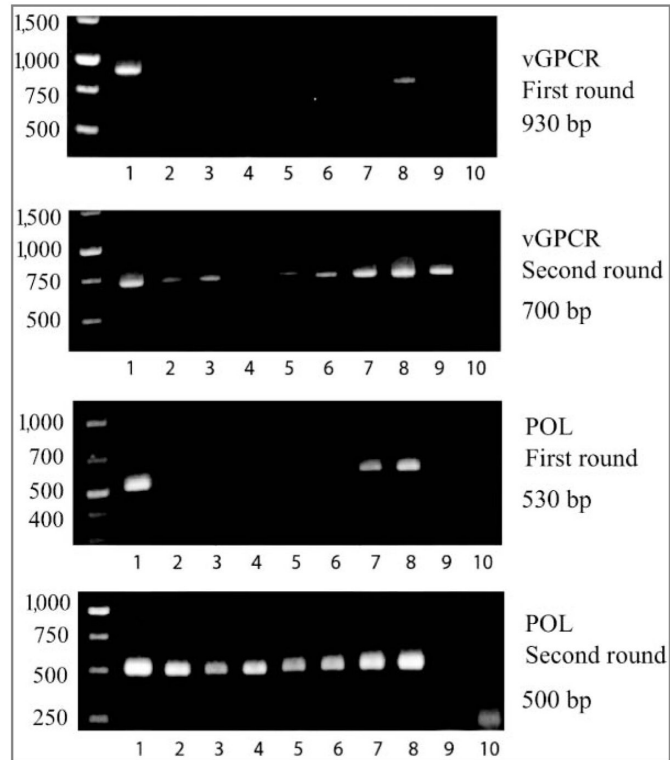 1,500
1,000
750
500
vGPCR
First round
930 bp
1 2 3 4 5 6 7 8 9 10
1,500
1,000
750
500
vGPCR
Second round
700 bp
1 2 3 4 5 6 7 8 9 10
1,000
700
500
400
POL
First round
530 bp
1 2 3 4 5 6 7 8 9 10
1,000
750
500
250
POL
Second round
500 bp
1 2 3 4 5 6 7 8 9 10